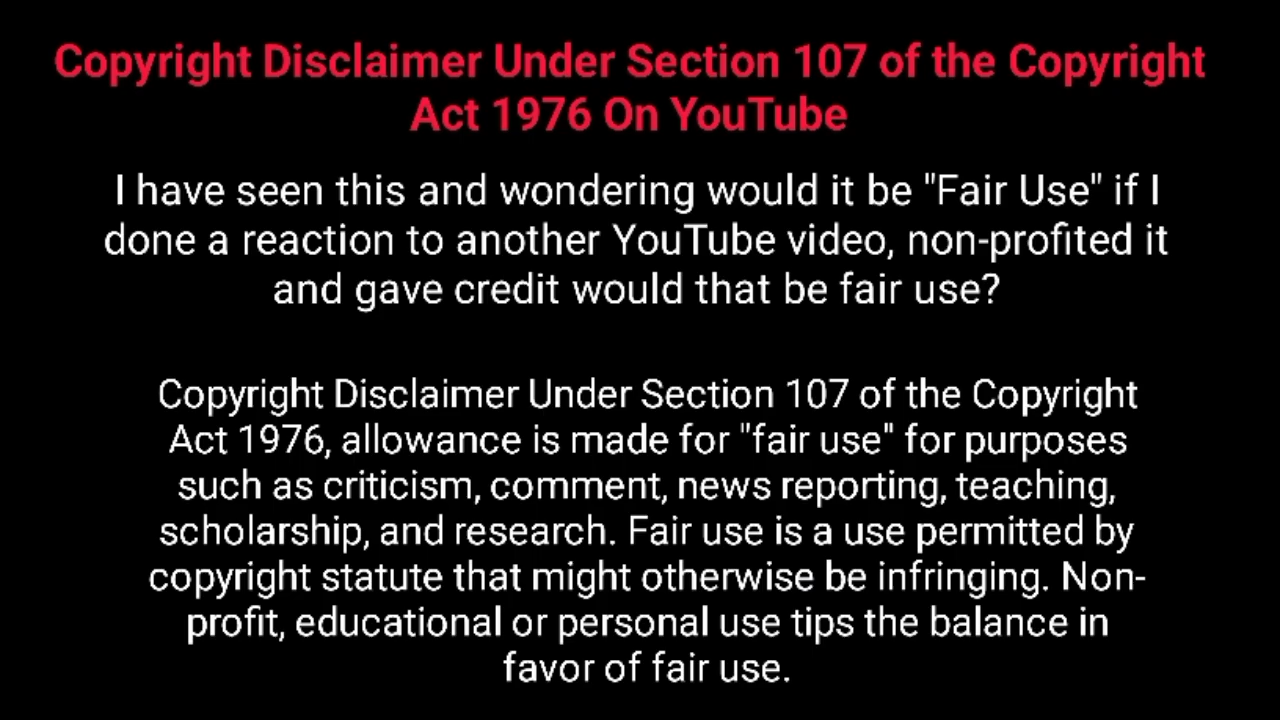 Copyright Disclaimer Under Section 107 of the Copyright
Act 1976 On YouTube
I have seen this and wondering would it be "Fair Use" if I
done a reaction to another YouTube video, non-profited it
and gave credit would that be fair use?
Copyright Disclaimer Under Section 107 of the Copyright
Act 1976, allowance is made for "fair use" for purposes
such as criticism, comment, news reporting, teaching,
scholarship, and research. Fair use is a use permitted by
copyright statute that might otherwise be infringing. Non-
profit, educational or personal use tips the balance in
favor of fair use.